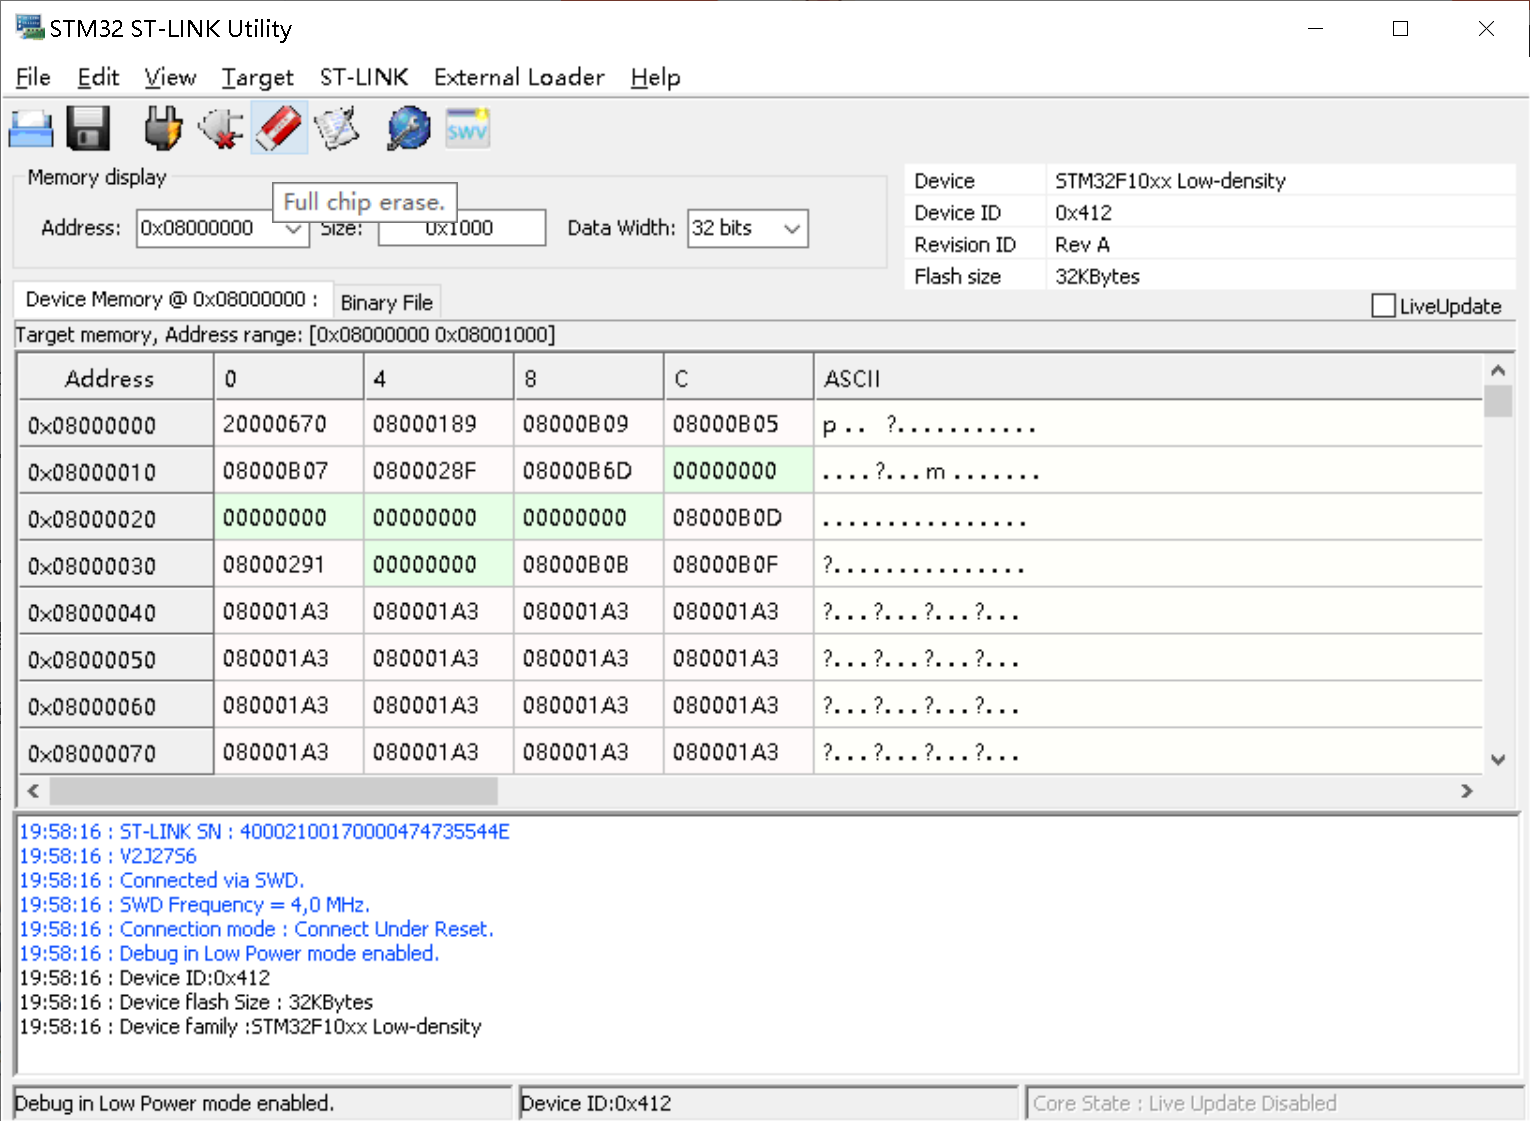 STM32 ST-LINK Utility
File Edit View Target ST-LINK External Loader Help
SWV
Memory display
Full chip erase.
Address: 0x08000000 Size: 0x1000 Data Width: 32 bits
Device STM32F10xx Low-density
Device ID 0x412
Revision ID Rev A
Flash size 32KBytes
LiveUpdate
Device Memory @ 0x08000000 : Binary File
Target memory, Address range: [0x08000000 0x08001000]
Address 0 4 8 C ASCII
0x08000000 20000670 08000189 08000B09 08000B05 p.. ?...........
0x08000010 08000B07 0800028F 08000B6D 00000000 ....?...m.......
0x08000020 00000000 00000000 00000000 08000B0D ................
0x08000030 08000291 00000000 08000B0B 08000B0F ?...............
0x08000040 080001A3 080001A3 080001A3 080001A3 ?...?...?...?...
0x08000050 080001A3 080001A3 080001A3 080001A3 ?...?...?...?...
0x08000060 080001A3 080001A3 080001A3 080001A3 ?...?...?...?...
0x08000070 080001A3 080001A3 080001A3 080001A3 ?...?...?...?...
19:58:16 : ST-LINK SN : 40002100170000474735544E
19:58:16 : V2J27S6
19:58:16 : Connected via SWD.
19:58:16 : SWD Frequency = 4,0 MHz.
19:58:16 : Connection mode : Connect Under Reset.
19:58:16 : Debug in Low Power mode enabled.
19:58:16 : Device ID:0x412
19:58:16 : Device flash Size : 32KBytes
19:58:16 : Device family :STM32F10xx Low-density
Debug in Low Power mode enabled. Device ID:0x412 Core State : Live Update Disabled